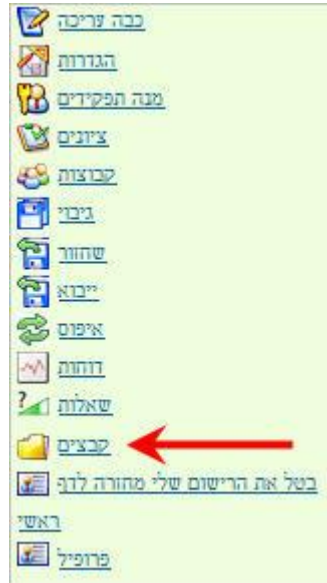 כבה עריכה
הגדרות
מנה תפקידים
ציונים
קבוצות
גיבוי
שחזור
ייבוא
איפוס
דוחות
שאלות
קבצים
בטל את הרישום שלי מחזורה לדף
ראשי
פרופיל